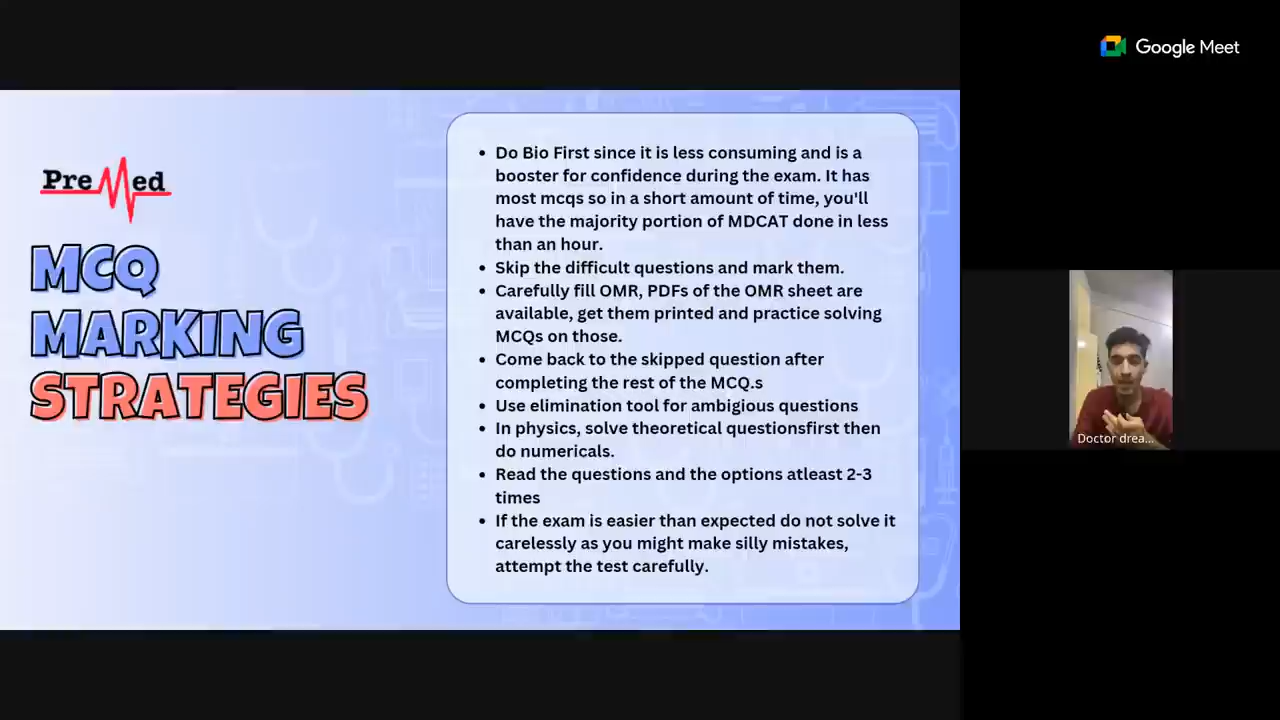 Google Meet
PreMed
MCQ
MARKING
STRATEGIES
• Do Bio First since it is less consuming and is a
booster for confidence during the exam. It has
most mcqs so in a short amount of time, you'll
have the majority portion of MDCAT done in less
than an hour.
• Skip the difficult questions and mark them.
• Carefully fill OMR, PDFs of the OMR sheet are
available, get them printed and practice solving
MCQs on those.
• Come back to the skipped question after
completing the rest of the MCQ.s
• Use elimination tool for ambigious questions
• In physics, solve theoretical questionsfirst then
do numericals.
• Read the questions and the options atleast 2-3
times
• If the exam is easier than expected do not solve it
carelessly as you might make silly mistakes,
attempt the test carefully.
Doctor drea...